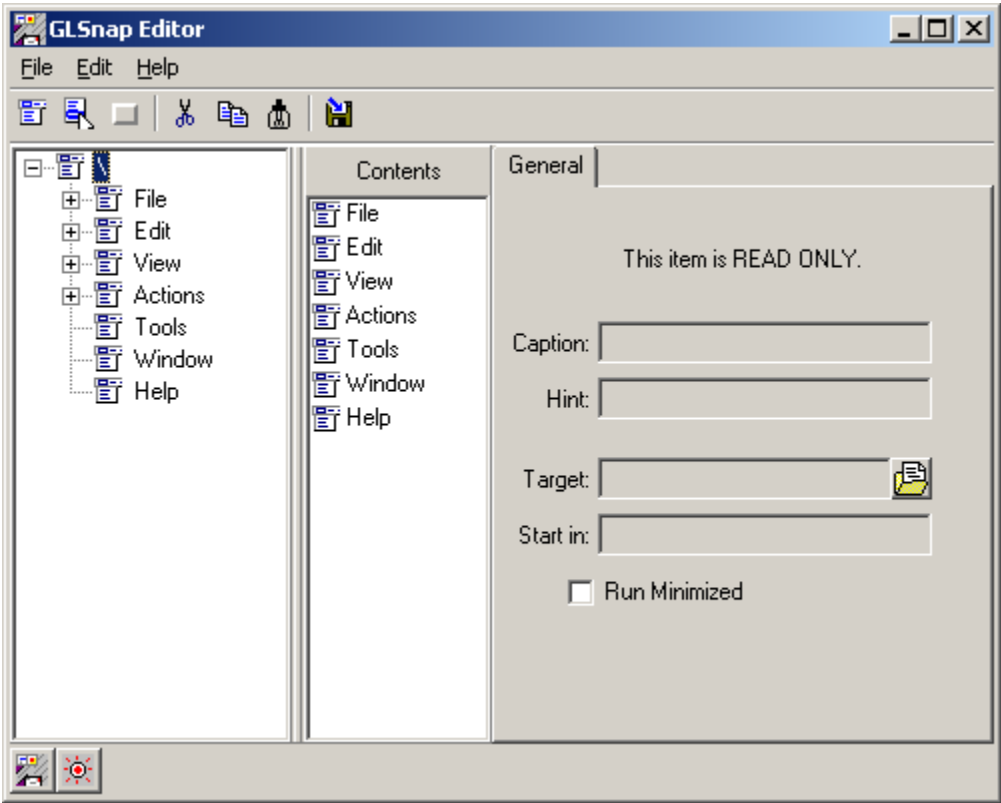 GLSnap Editor
File Edit Help
\
File
Edit
View
Actions
Tools
Window
Help
Contents
File
Edit
View
Actions
Tools
Window
Help
General
This item is READ ONLY.
Caption:
Hint:
Target:
Start in:
Run Minimized